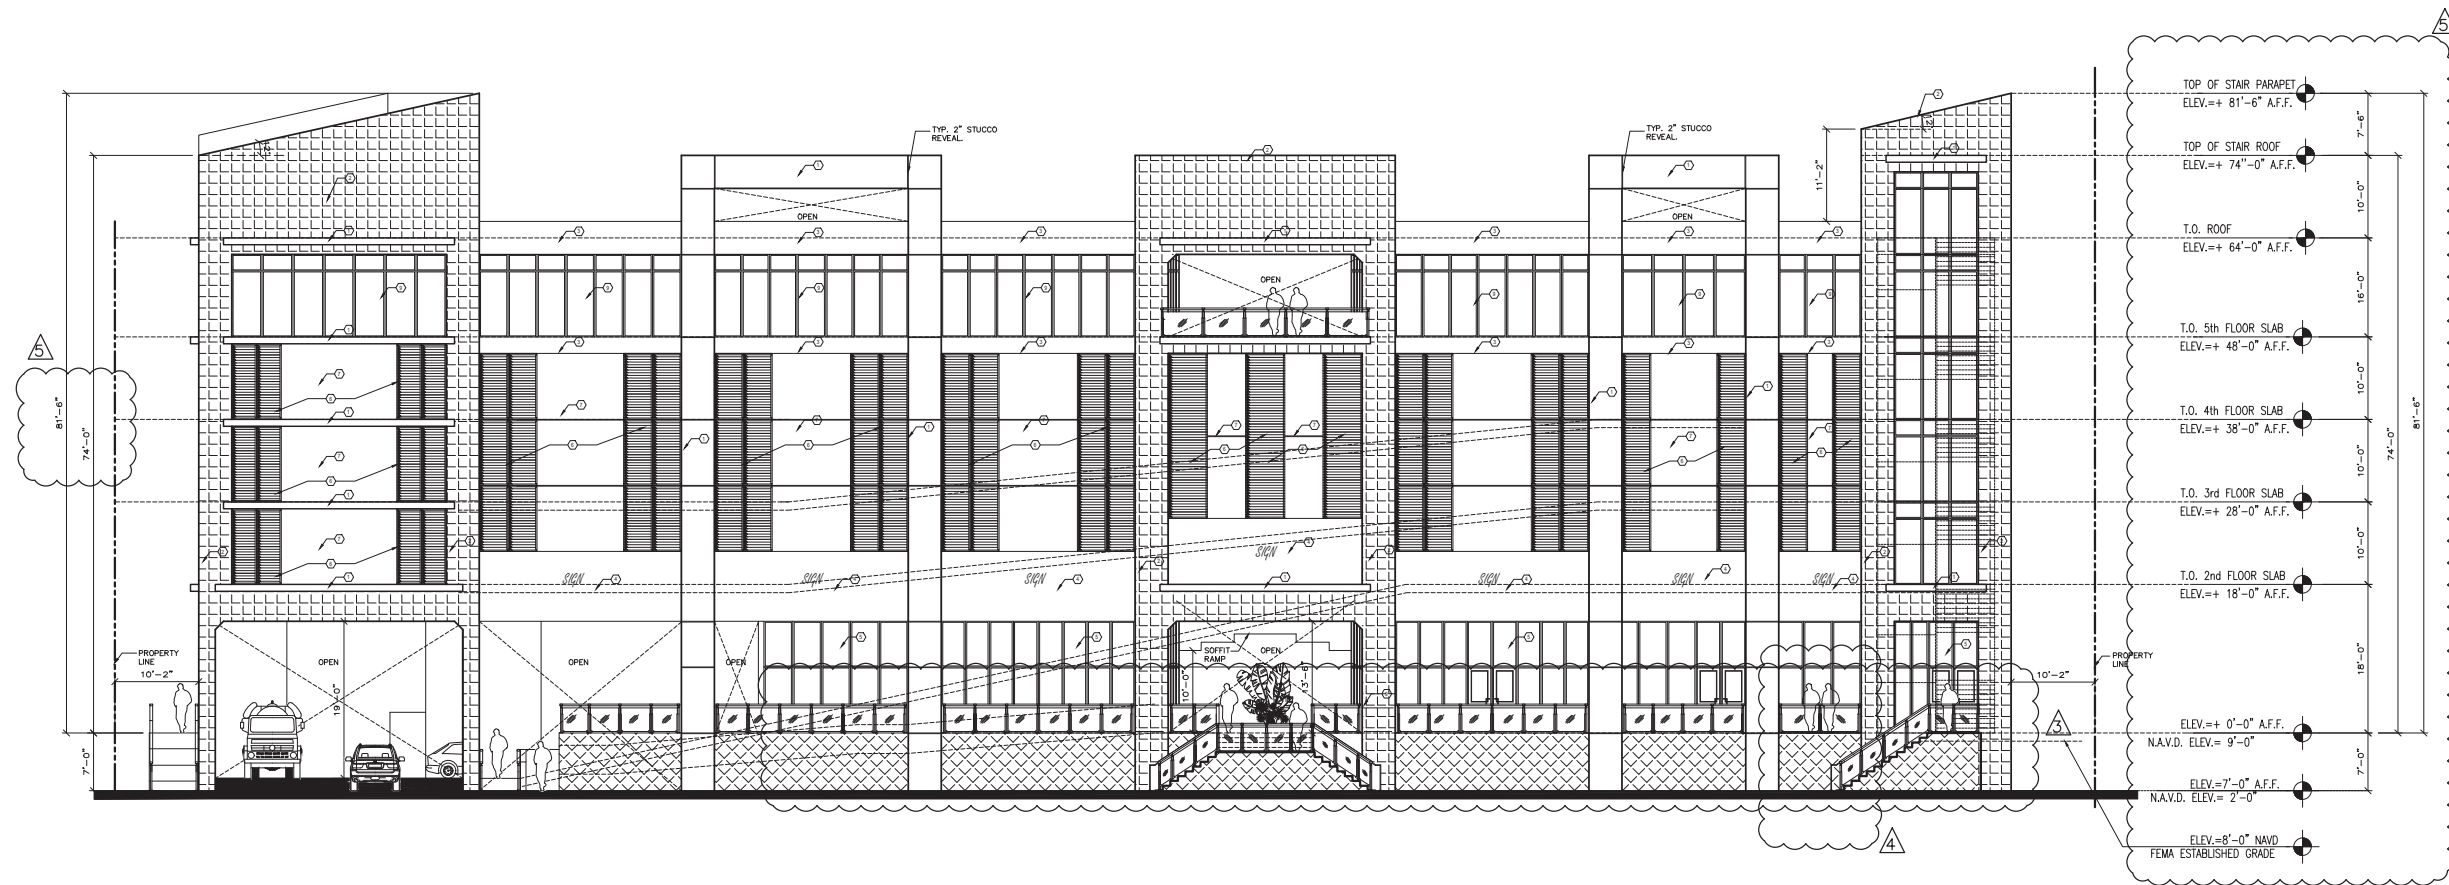 5
TOP OF STAIR PARAPET
ELEV.=+ 81'-6" A.F.F.
7'-6"
TYP. 2" STUCCO
REVEAL.
TYP. 2" STUCCO
REVEAL.
TOP OF STAIR ROOF
ELEV.=+ 74"-0" A.F.F.
11'-2"
10'-0"
OPEN
OPEN
T.O. ROOF
ELEV.=+ 64'-0" A.F.F.
OPEN
16'-0"
T.O. 5th FLOOR SLAB
ELEV.=+ 48'-0" A.F.F.
5
81'-6"
74'-0"
10'-0"
T.O. 4th FLOOR SLAB
ELEV.=+ 38'-0" A.F.F.
74'-0"
81'-6"
10'-0"
T.O. 3rd FLOOR SLAB
ELEV.=+ 28'-0" A.F.F.
10'-0"
SIGN
SIGN
SIGN
SIGN
SIGN
SIGN
SIGN
T.O. 2nd FLOOR SLAB
ELEV.=+ 18'-0" A.F.F.
18'-0"
PROPERTY
LINE
10'-2"
OPEN
19'-0"
OPEN
OPEN
SOFFIT
RAMP
OPEN
10'-0"
13'-6"
PROPERTY
LINE
10'-2"
3
ELEV.=+ 0'-0" A.F.F.
N.A.V.D. ELEV.= 9'-0"
7'-0"
7'-0"
ELEV.=7'-0" A.F.F.
N.A.V.D. ELEV.= 2'-0"
4
ELEV.=8'-0" NAVD
FEMA ESTABLISHED GRADE